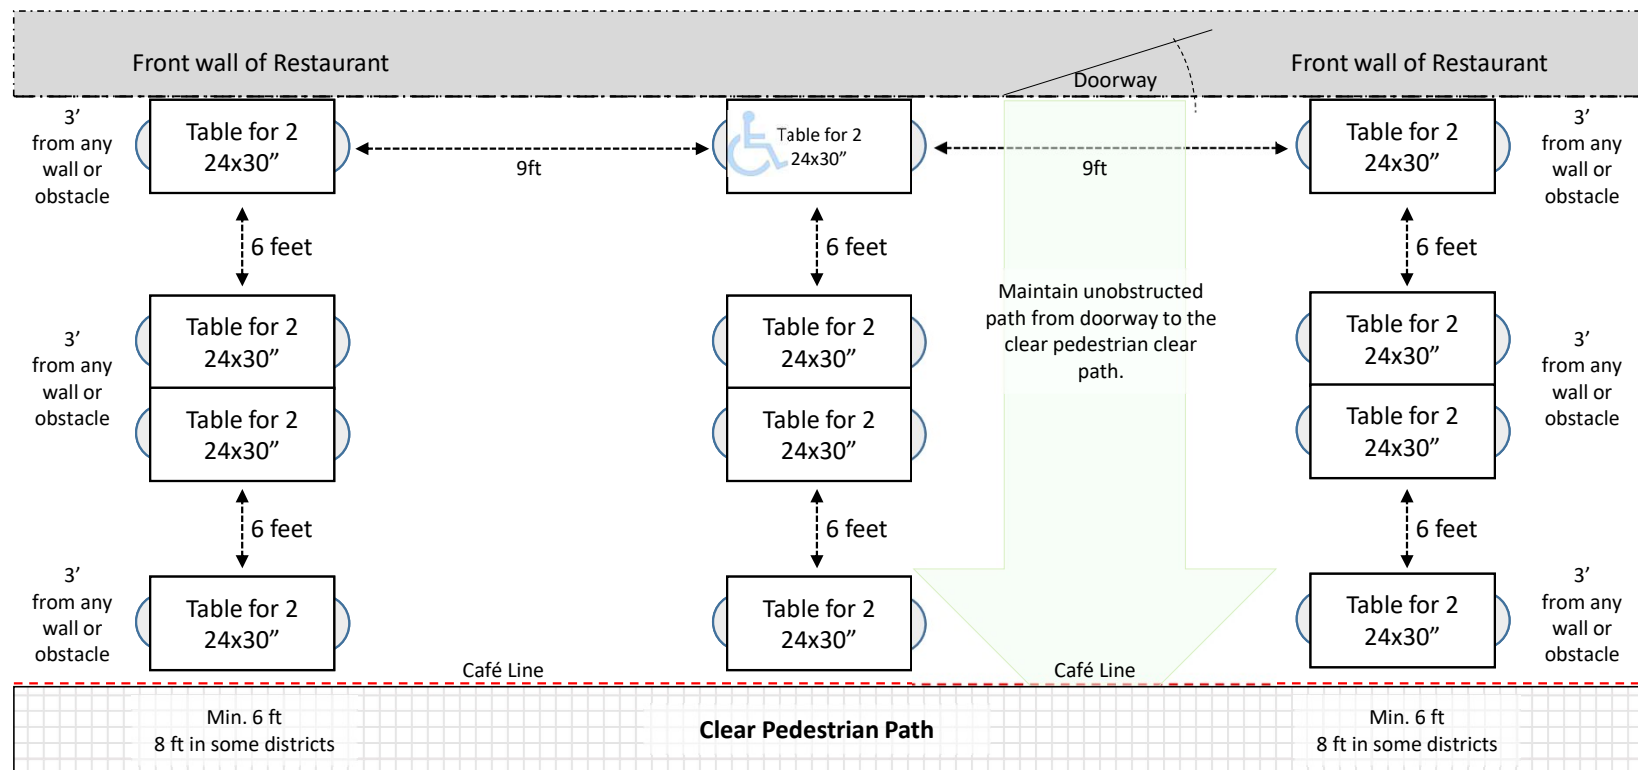 Front wall of Restaurant
Doorway
Front wall of Restaurant
3’
from any
wall or
obstacle
Table for 2
24x30”
9ft
Table for 2
24x30”
9ft
Table for 2
24x30”
3’
from any
wall or
obstacle
6 feet
6 feet
6 feet
3’
from any
wall or
obstacle
Table for 2
24x30”
Table for 2
24x30”
Table for 2
24x30”
Table for 2
24x30”
Maintain unobstructed
path from doorway to the
clear pedestrian clear
path.
Table for 2
24x30”
Table for 2
24x30”
3’
from any
wall or
obstacle
6 feet
6 feet
6 feet
3’
from any
wall or
obstacle
Table for 2
24x30”
Table for 2
24x30”
Table for 2
24x30”
3’
from any
wall or
obstacle
Café Line
Café Line
Min. 6 ft
8 ft in some districts
Clear Pedestrian Path
Min. 6 ft
8 ft in some districts